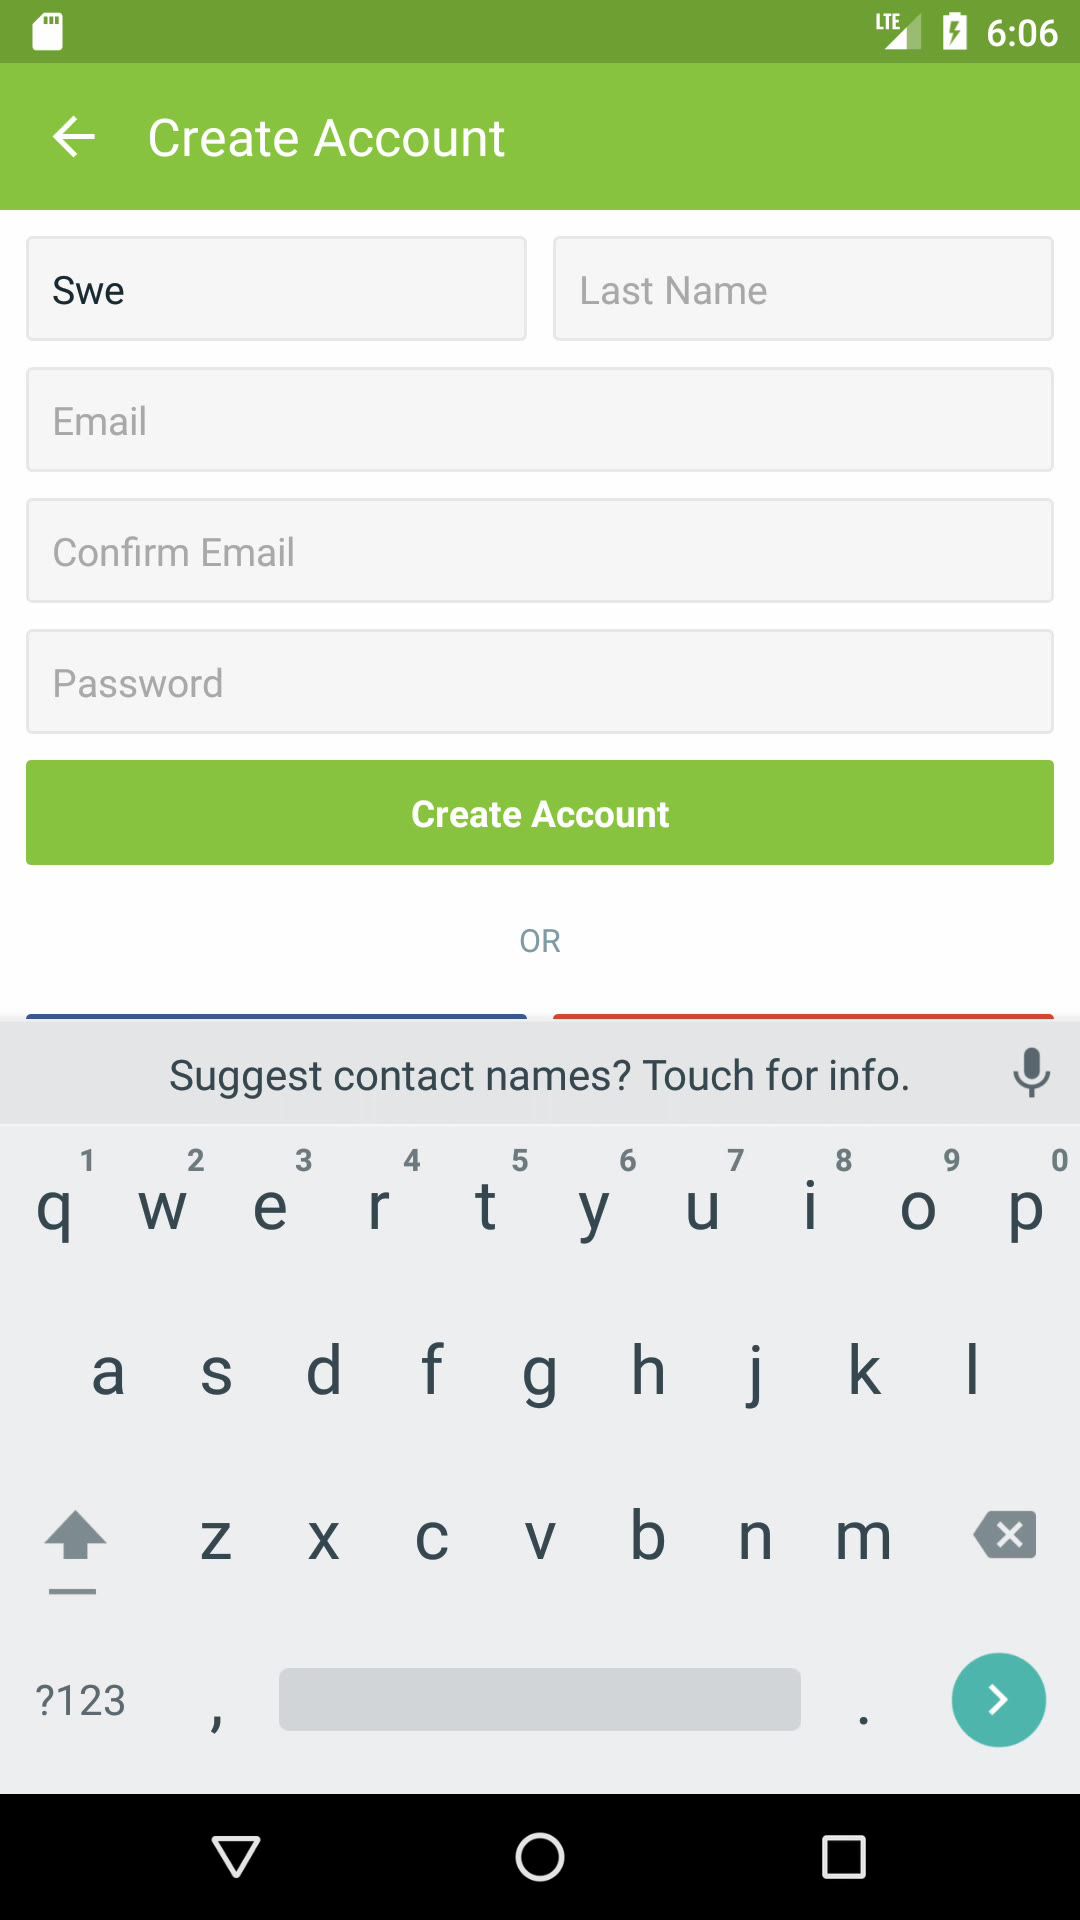 LTE 6:06
Create Account
Swe Last Name
Email
Confirm Email
Password
Create Account
OR
Suggest contact names? Touch for info.
1 2 3 4 5 6 7 8 9 0
q w e r t y u i o p
a s d f g h j k l
z x c v b n m
?123 , .